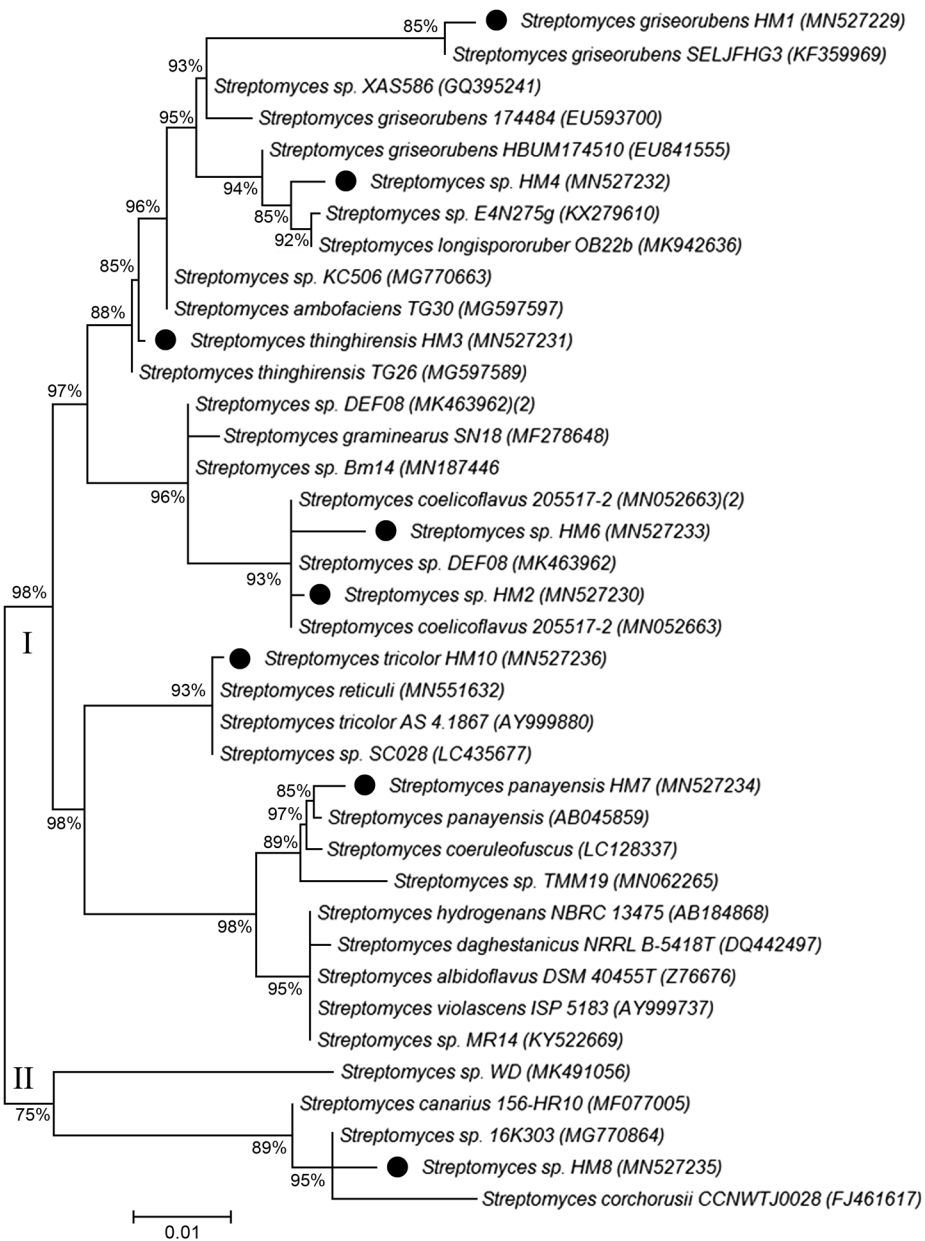 85%
Streptomyces griseorubens HM1 (MN527229)
Streptomyces griseorubens SELJFHG3 (KF359969)
93%
Streptomyces sp. XAS586 (GQ395241)
95%
Streptomyces griseorubens 174484 (EU593700)
Streptomyces griseorubens HBUM174510 (EU841555)
94%
Streptomyces sp. HM4 (MN527232)
96%
85%
Streptomyces sp. E4N275g (KX279610)
92%
Streptomyces longispororuber OB22b (MK942636)
85%
Streptomyces sp. KC506 (MG770663)
88%
Streptomyces ambofaciens TG30 (MG597597)
Streptomyces thinghirensis HM3 (MN527231)
Streptomyces thinghirensis TG26 (MG597589)
97%
Streptomyces sp. DEF08 (MK463962)(2)
Streptomyces graminearus SN18 (MF278648)
Streptomyces sp. Bm14 (MN187446
96%
Streptomyces coelicoflavus 205517-2 (MN052663)(2)
Streptomyces sp. HM6 (MN527233)
Streptomyces sp. DEF08 (MK463962)
93%
98%
Streptomyces sp. HM2 (MN527230)
Streptomyces coelicoflavus 205517-2 (MN052663)
I
Streptomyces tricolor HM10 (MN527236)
93%
Streptomyces reticuli (MN551632)
Streptomyces tricolor AS 4.1867 (AY999880)
Streptomyces sp. SC028 (LC435677)
85%
Streptomyces panayensis HM7 (MN527234)
97%
98%
Streptomyces panayensis (AB045859)
89%
Streptomyces coeruleofuscus (LC128337)
Streptomyces sp. TMM19 (MN062265)
98%
Streptomyces hydrogenans NBRC 13475 (AB184868)
Streptomyces daghestanicus NRRL B-5418T (DQ442497)
Streptomyces albidoflavus DSM 40455T (Z76676)
95%
Streptomyces violascens ISP 5183 (AY999737)
Streptomyces sp. MR14 (KY522669)
II
Streptomyces sp. WD (MK491056)
75%
Streptomyces canarius 156-HR10 (MF077005)
Streptomyces sp. 16K303 (MG770864)
89%
Streptomyces sp. HM8 (MN527235)
95%
Streptomyces corchorusii CCNWTJ0028 (FJ461617)
0.01